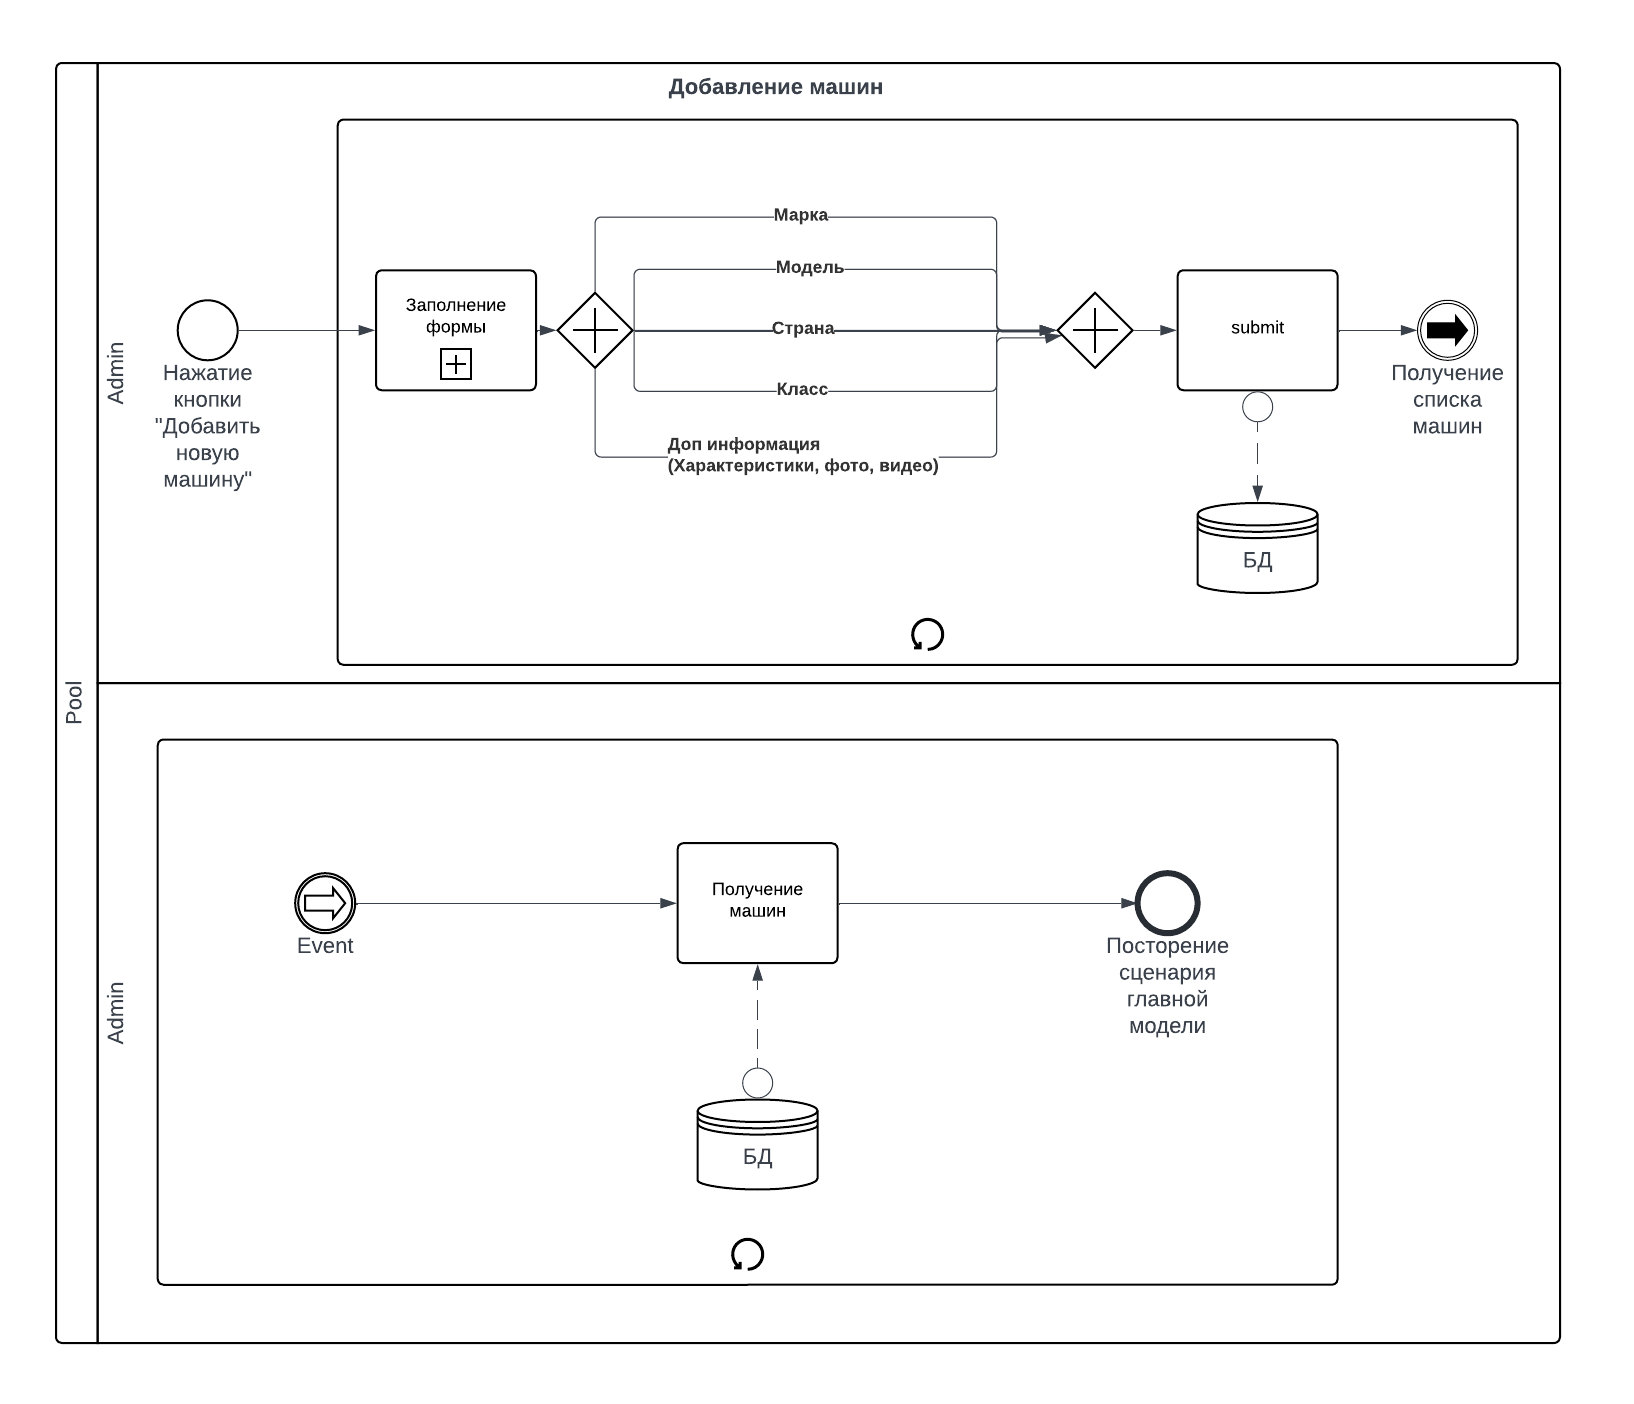 Добавление машин
Pool
Admin
Нажатие
кнопки
"Добавить
новую
машину"
Заполнение
формы
Марка
Модель
Страна
Класс
Доп информация
(Характеристики, фото, видео)
submit
БД
Получение
списка
машин
Admin
Event
Получение
машин
БД
Посторение
сценария
главной
модели